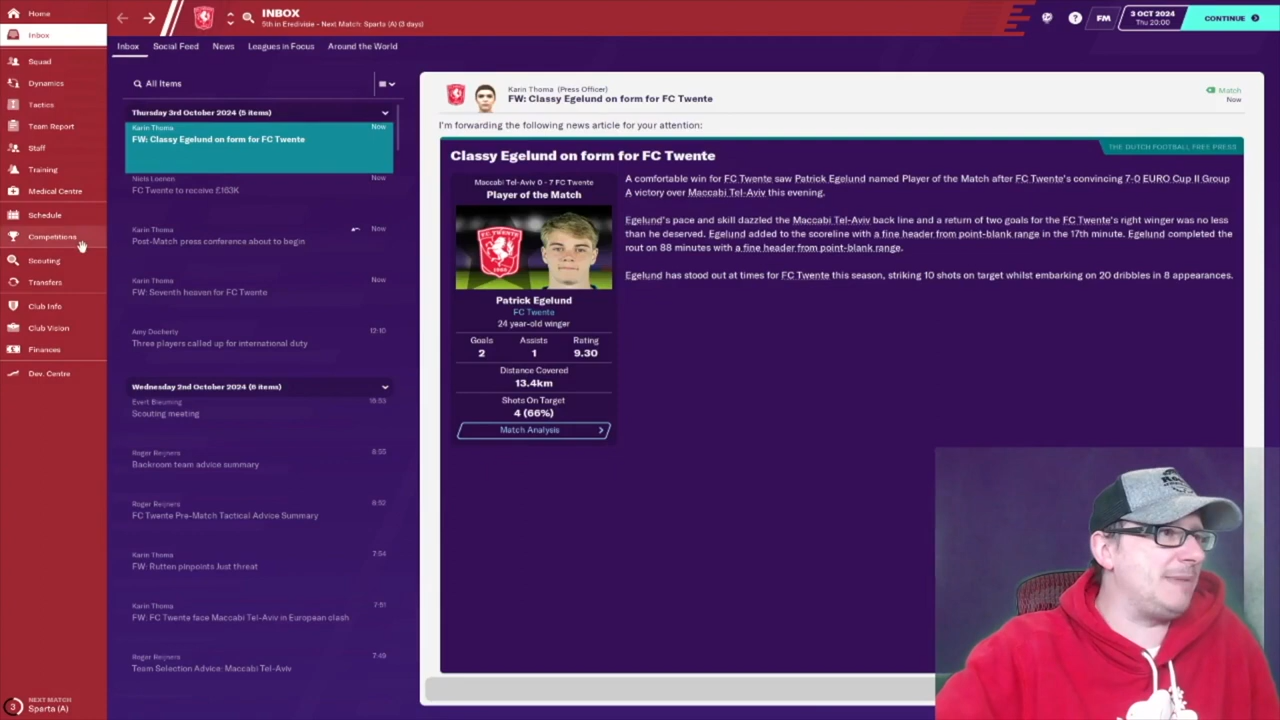 Home
Inbox
Squad
Dynamics
Tactics
Team Report
Staff
Training
Medical Centre
Schedule
Competitions
Scouting
Transfers
Club Info
Club Vision
Finances
Dev. Centre
3
NEXT MATCH
Sparta (A)
INBOX
5th in Eredivisie - Next Match: Sparta (A) (3 days)
?
FM
3 OCT 2024
Thu 20:00
CONTINUE
Inbox
Social Feed
News
Leagues in Focus
Around the World
All Items
Thursday 3rd October 2024 (5 items)
Karin Thoma
Now
FW: Classy Egelund on form for FC Twente
Niels Loonen
Now
FC Twente to receive £163K
Karin Thoma
Now
Post-Match press conference about to begin
Karin Thoma
Now
FW: Seventh heaven for FC Twente
Amy Docherty
12:10
Three players called up for international duty
Wednesday 2nd October 2024 (6 items)
Evert Bleuming
Scouting meeting
Roger Reijners
8:55
Backroom team advice summary
Roger Reijners
FC Twente Pre-Match Tactical Advice Summary
Karin Thoma
7:54
FW: Rutten pinpoints Just threat
Karin Thoma
7:51
FW: FC Twente face Maccabi Tel-Aviv in European clash
Roger Reijners
7:49
Team Selection Advice: Maccabi Tel-Aviv
Karin Thoma (Press Officer)
FW: Classy Egelund on form for FC Twente
Match
Now
I'm forwarding the following news article for your attention:
THE DUTCH FOOTBALL FREE PRESS
Classy Egelund on form for FC Twente
Maccabi Tel-Aviv 0 - 7 FC Twente
Player of the Match
Patrick Egelund
FC Twente
24 year-old winger
Goals Assists Rating
2 1 9.30
Distance Covered
13.4km
Shots On Target
4 (66%)
Match Analysis
A comfortable win for FC Twente saw Patrick Egelund named Player of the Match after FC Twente's convincing 7-0 EURO Cup II Group
A victory over Maccabi Tel-Aviv this evening.
Egelund's pace and skill dazzled the Maccabi Tel-Aviv back line and a return of two goals for the FC Twente's right winger was no less
than he deserved. Egelund added to the scoreline with a fine header from point-blank range in the 17th minute. Egelund completed the
rout on 88 minutes with a fine header from point-blank range.
Egelund has stood out at times for FC Twente this season, striking 10 shots on target whilst embarking on 20 dribbles in 8 appearances.